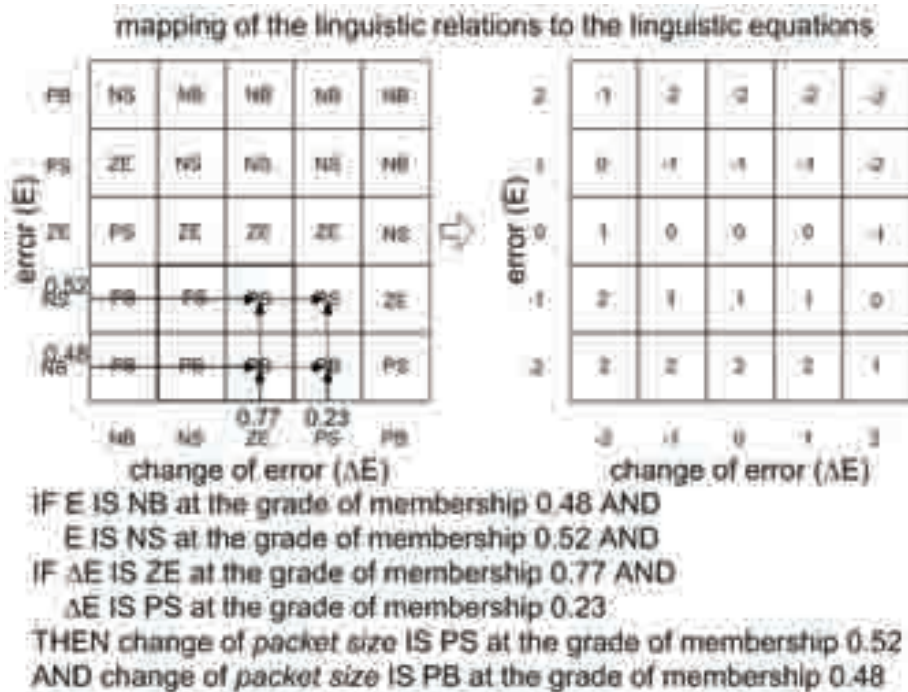 mapping of the linguistic relations to the linguistic equations
PB NS NB NB NB NB 2 -1 -2 -2 -2 -2
PS ZE NS NS NS NB 1 0 -1 -1 -1 -2
error (E) ZE PS ZE ZE ZE NS error (E) 0 1 0 0 0 -1
0.52
NS PB PS PS PS ZE -1 2 1 1 1 0
0.48
NB PB PB PB PB PS -2 2 2 2 2 1
0.77 0.23
NB NS ZE PS PB -2 -1 0 1 2
change of error (ΔE) change of error (ΔE)
IF E IS NB at the grade of membership 0.48 AND
E IS NS at the grade of membership 0.52 AND
IF ΔE IS ZE at the grade of membership 0.77 AND
ΔE IS PS at the grade of membership 0.23
THEN change of packet size IS PS at the grade of membership 0.52
AND change of packet size IS PB at the grade of membership 0.48